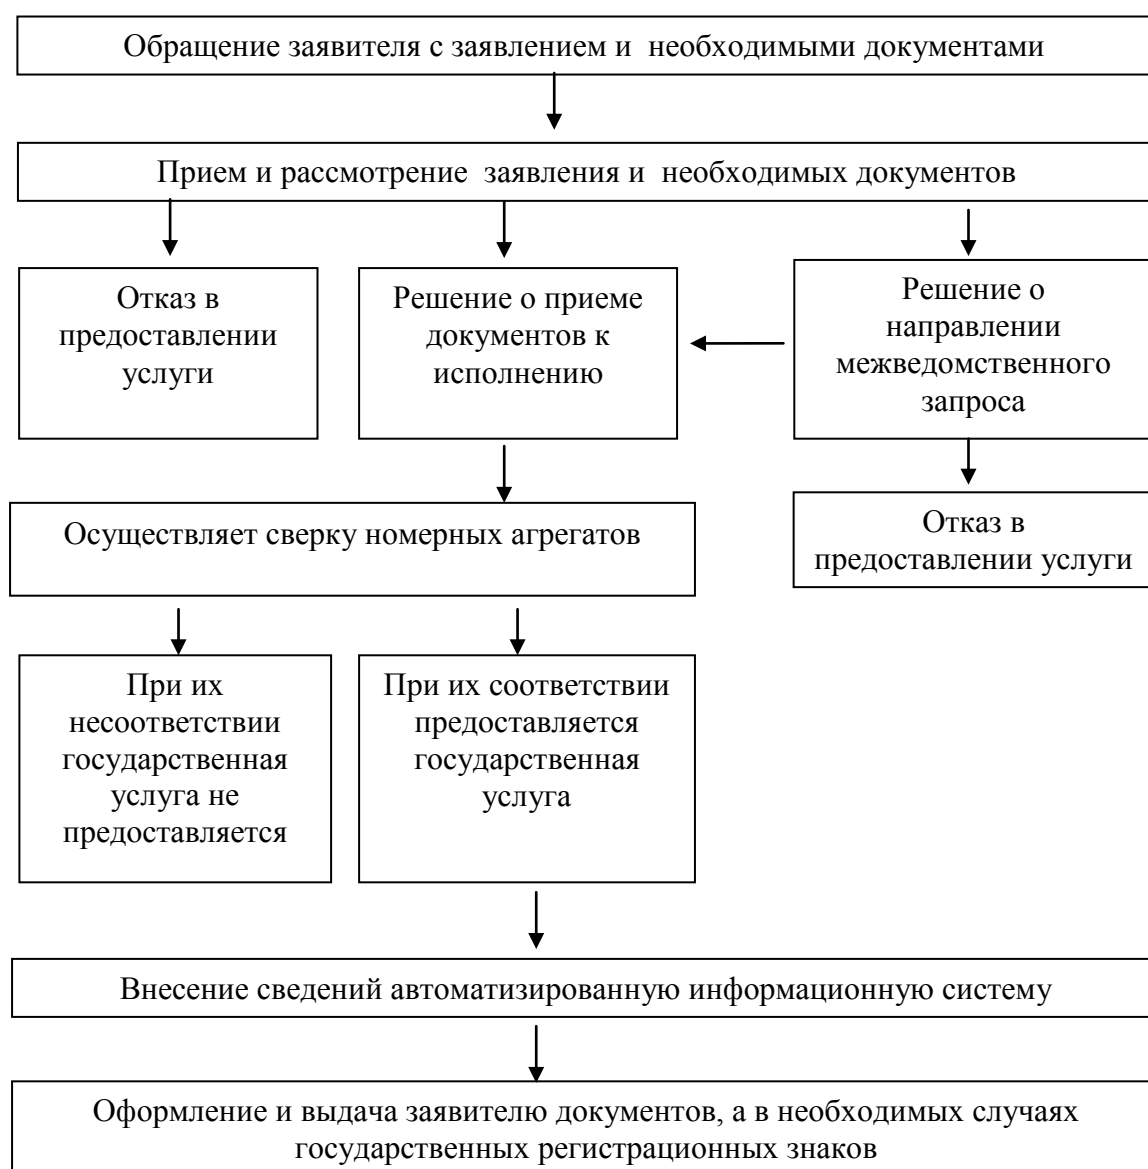 Обращение заявителя с заявлением и необходимыми документами
Прием и рассмотрение заявления и необходимых документов
Отказ в
предоставлении
услуги
Решение о приеме
документов к
исполнению
Решение о
направлении
межведомственного
запроса
Осуществляет сверку номерных агрегатов
Отказ в
предоставлении услуги
При их
несоответствии
государственная
услуга не
предоставляется
При их соответствии
предоставляется
государственная
услуга
Внесение сведений автоматизированную информационную систему
Оформление и выдача заявителю документов, а в необходимых случаях
государственных регистрационных знаков